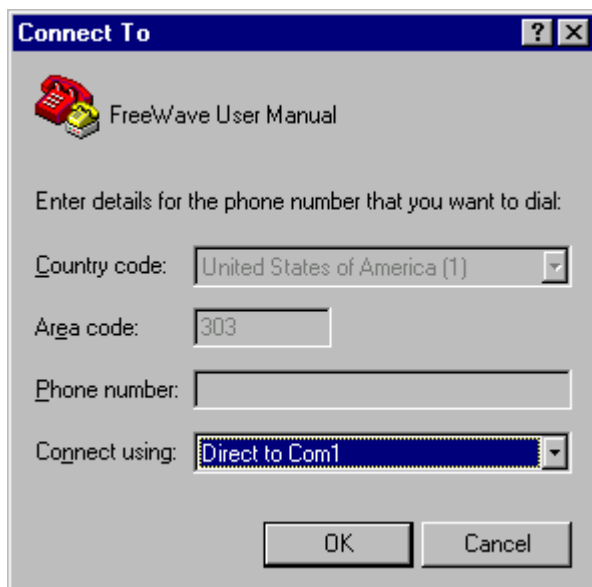 Connect To
FreeWave User Manual
Enter details for the phone number that you want to dial:
Country code: United States of America (1)
Area code: 303
Phone number:
Connect using: Direct to Com1
OK Cancel